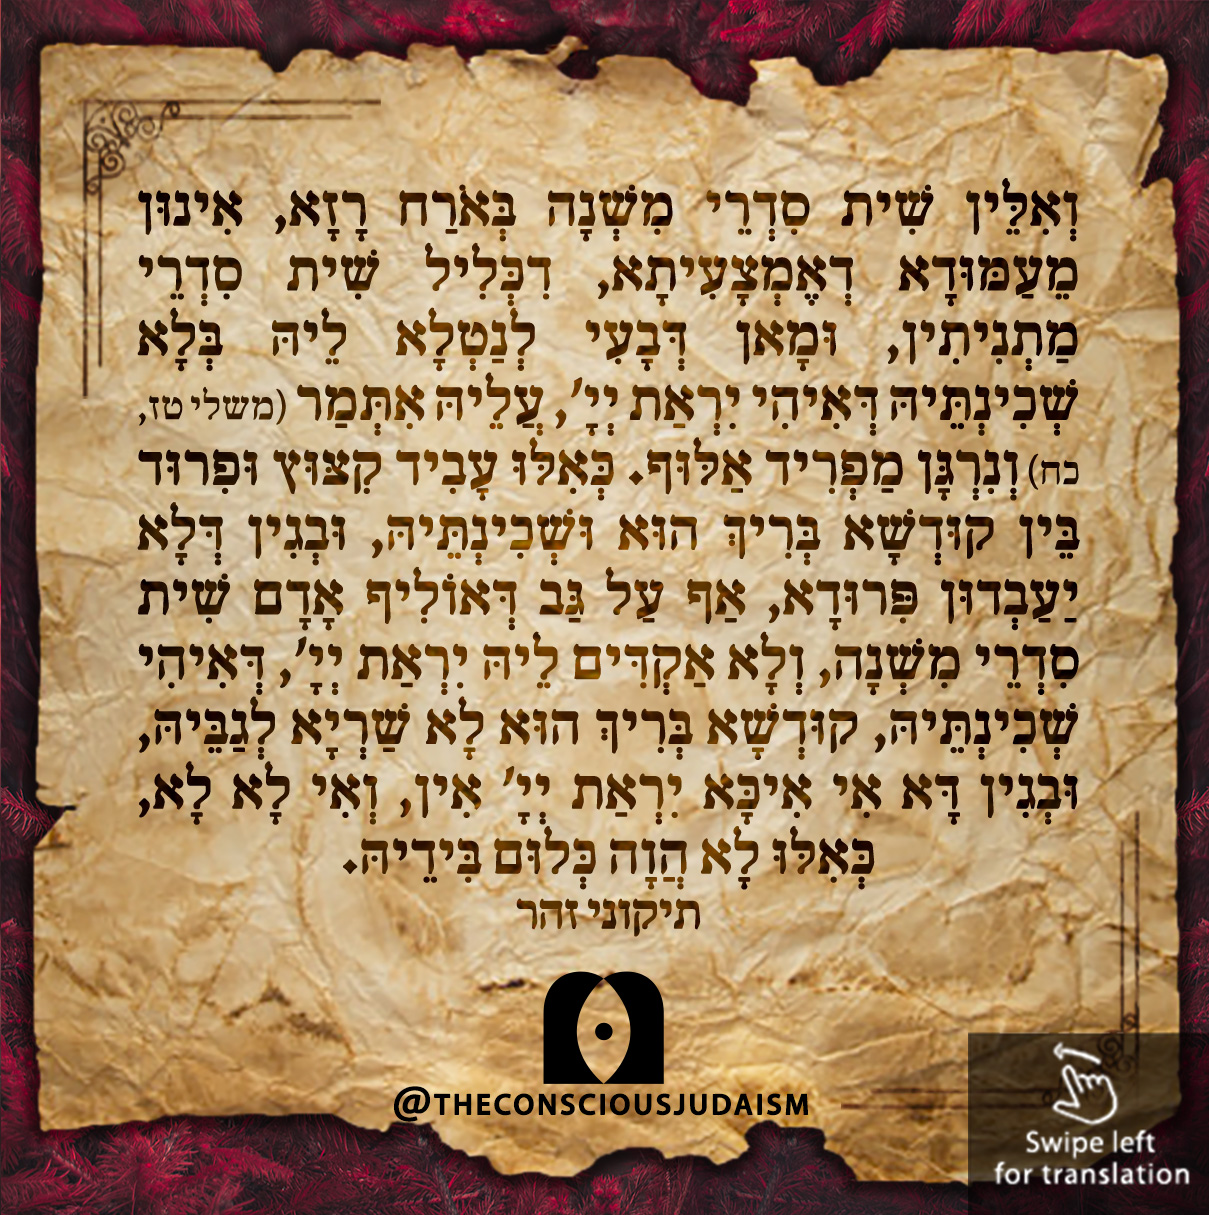 וְאִלֵּין שִׁית סִדְרֵי מִשְׁנָה בְּאֹרַח רָזָא, אִינוּן
מֵעַמּוּדָא דְאֶמְצָעִיתָא, דִכְּלִיל שִׁית סִדְרֵי
מַתְנִיתִין, וּמָאן דְּבָעִי לְנַטְלָא לֵיהּ בְּלָא
שְׁכִינְתֵּיהּ דְּאִיהִי יִרְאַת יְיָ', עֲלֵיהּ אִתְּמַר (משלי טז,
כח) וְנִרְגָּן מַפְרִיד אַלּוּף. כְּאִלּוּ עָבִיד קִצּוּץ וּפִרוּד
בֵּין קוּדְשָׁא בְּרִיךְ הוּא וּשְׁכִינְתֵּיהּ, וּבְגִין דְּלָא
יַעַבְדוּן פִּרוּדָא, אַף עַל גַּב דְּאוֹלִיף אָדָם שִׁית
סִדְרֵי מִשְׁנָה, וְלָא אַקְדִּים לֵיהּ יִרְאַת יְיָ', דְּאִיהִי
שְׁכִינְתֵּיהּ, קוּדְשָׁא בְּרִיךְ הוּא לָא שַׁרְיָא לְגַבֵּיהּ,
וּבְגִין דָּא אִי אִיכָּא יִרְאַת יְיָ' אִין, וְאִי לָא לָא,
כְּאִלּוּ לָא הֲוָה כְּלוּם בִּידֵיהּ.
תיקוני זהר
@THECONSCIOUSJUDAISM
Swipe left
for translation